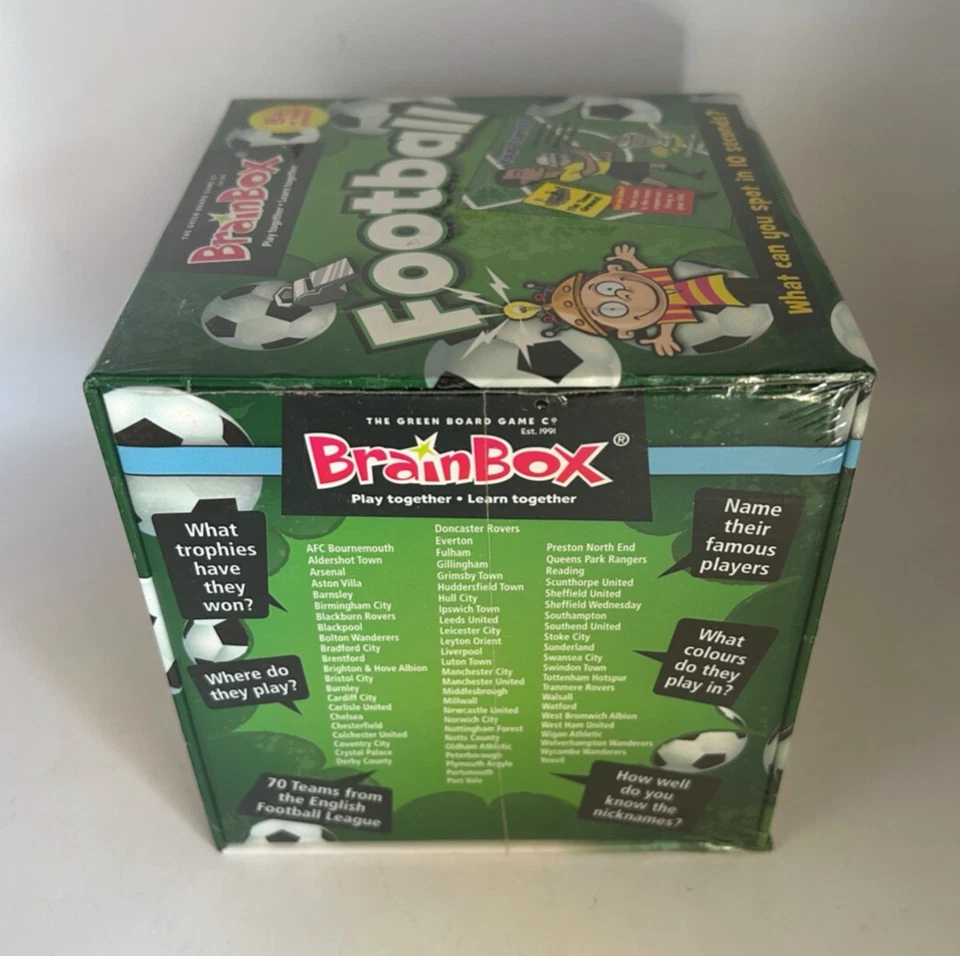 8+
THE GREEN BOARD GAME Cº
BrainBox
Play together • Learn together
Football
What can you spot in 10 seconds?
THE GREEN BOARD GAME Cº
Est. 1991
BrainBox®
Play together • Learn together
What
trophies
have
they
won?
Where do
they play?
70 Teams from
the English
Football League
AFC Bournemouth
Aldershot Town
Arsenal
Aston Villa
Barnsley
Birmingham City
Blackburn Rovers
Blackpool
Bolton Wanderers
Bradford City
Brentford
Brighton & Hove Albion
Bristol City
Burnley
Cardiff City
Carlisle United
Chelsea
Chesterfield
Colchester United
Coventry City
Crystal Palace
Derby County
Doncaster Rovers
Everton
Fulham
Gillingham
Grimsby Town
Huddersfield Town
Hull City
Ipswich Town
Leeds United
Leicester City
Leyton Orient
Liverpool
Luton Town
Manchester City
Manchester United
Middlesbrough
Millwall
Newcastle United
Norwich City
Nottingham Forest
Notts County
Oldham Athletic
Peterborough
Plymouth Argyle
Portsmouth
Port Vale
Preston North End
Queens Park Rangers
Reading
Scunthorpe United
Sheffield United
Sheffield Wednesday
Southampton
Southend United
Stoke City
Sunderland
Swansea City
Swindon Town
Tottenham Hotspur
Tranmere Rovers
Walsall
Watford
West Bromwich Albion
West Ham United
Wigan Athletic
Wolverhampton Wanderers
Wycombe Wanderers
Yeovil
Name
their
famous
players
What
colours
do they
play in?
How well
do you
know the
nicknames?